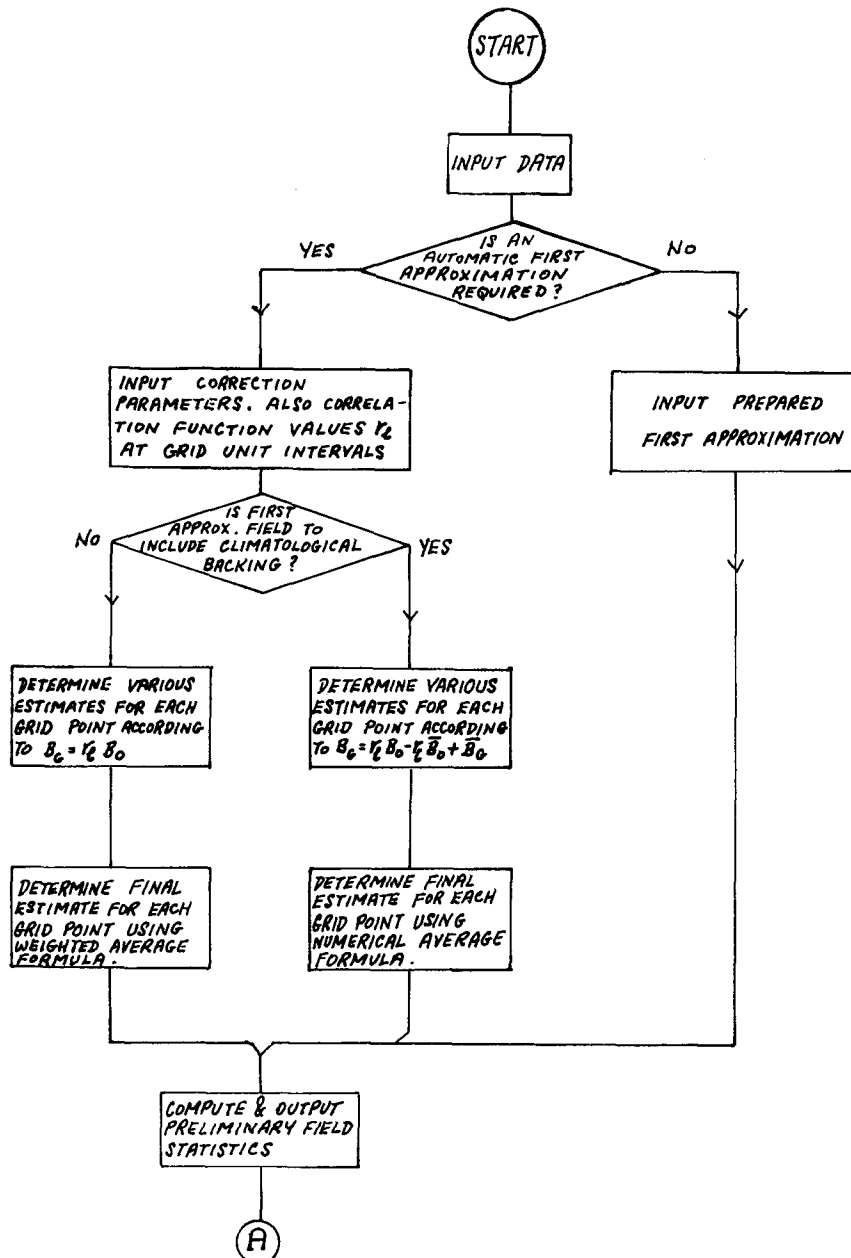 START
INPUT DATA
IS AN
AUTOMATIC FIRST
APPROXIMATION
REQUIRED?
YES
NO
INPUT CORRECTION
PARAMETERS. ALSO CORRELA-
TION FUNCTION VALUES rₗ
AT GRID UNIT INTERVALS
INPUT PREPARED
FIRST APPROXIMATION
IS FIRST
APPROX. FIELD TO
INCLUDE CLIMATOLOGICAL
BACKING?
NO
YES
DETERMINE VARIOUS
ESTIMATES FOR EACH
GRID POINT ACCORDING
TO B_G = rₗ B_O
DETERMINE VARIOUS
ESTIMATES FOR EACH
GRID POINT ACCORDING
TO B_G = rₗ B_O - rₗ B̅_O + B̅_G
DETERMINE FINAL
ESTIMATE FOR EACH
GRID POINT USING
WEIGHTED AVERAGE
FORMULA.
DETERMINE FINAL
ESTIMATE FOR EACH
GRID POINT USING
NUMERICAL AVERAGE
FORMULA.
COMPUTE & OUTPUT
PRELIMINARY FIELD
STATISTICS
A